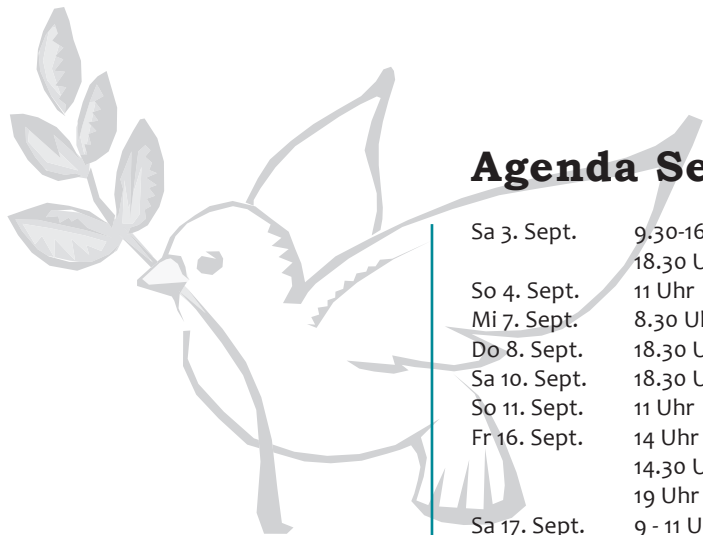 Agenda
Sa 3. Sept. 9.30-16
18.30
So 4. Sept. 11 Uhr
Mi 7. Sept. 8.30
Do 8. Sept. 18.30
Sa 10. Sept. 18.30
So 11. Sept. 11 Uhr
Fr 16. Sept. 14 Uhr
14.30
19 Uhr
Sa 17. Sept. 9 - 11